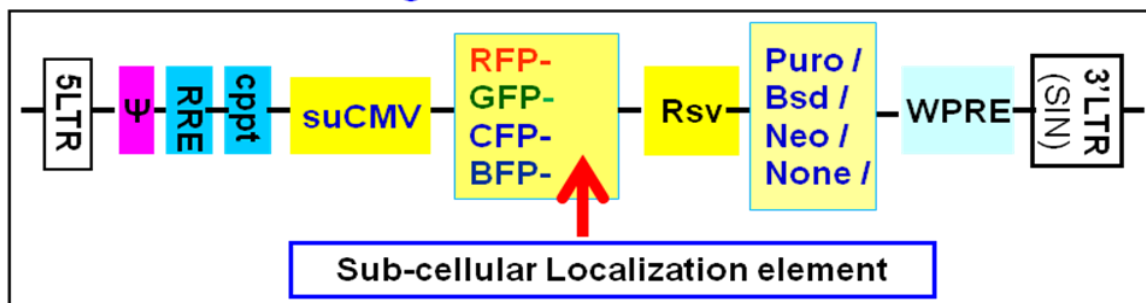 5LTR
Ψ
RRE
cppt
suCMV
RFP-
GFP-
CFP-
BFP-
Rsv
Puro /
Bsd /
Neo /
None /
WPRE
3'LTR
(SIN)
Sub-cellular Localization element